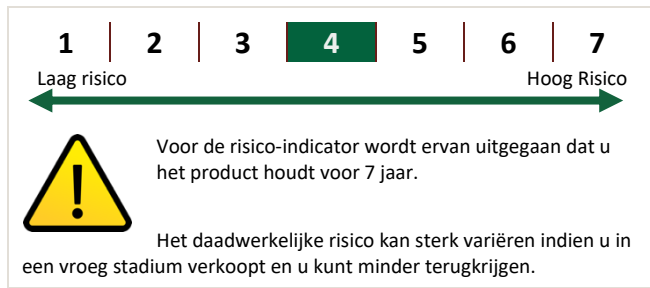 1 2 3 4 5 6 7
Laag risico Hoog Risico
Voor de risico-indicator wordt ervan uitgegaan dat u
het product houdt voor 7 jaar.
Het daadwerkelijke risico kan sterk variëren indien u in
een vroeg stadium verkoopt en u kunt minder terugkrijgen.